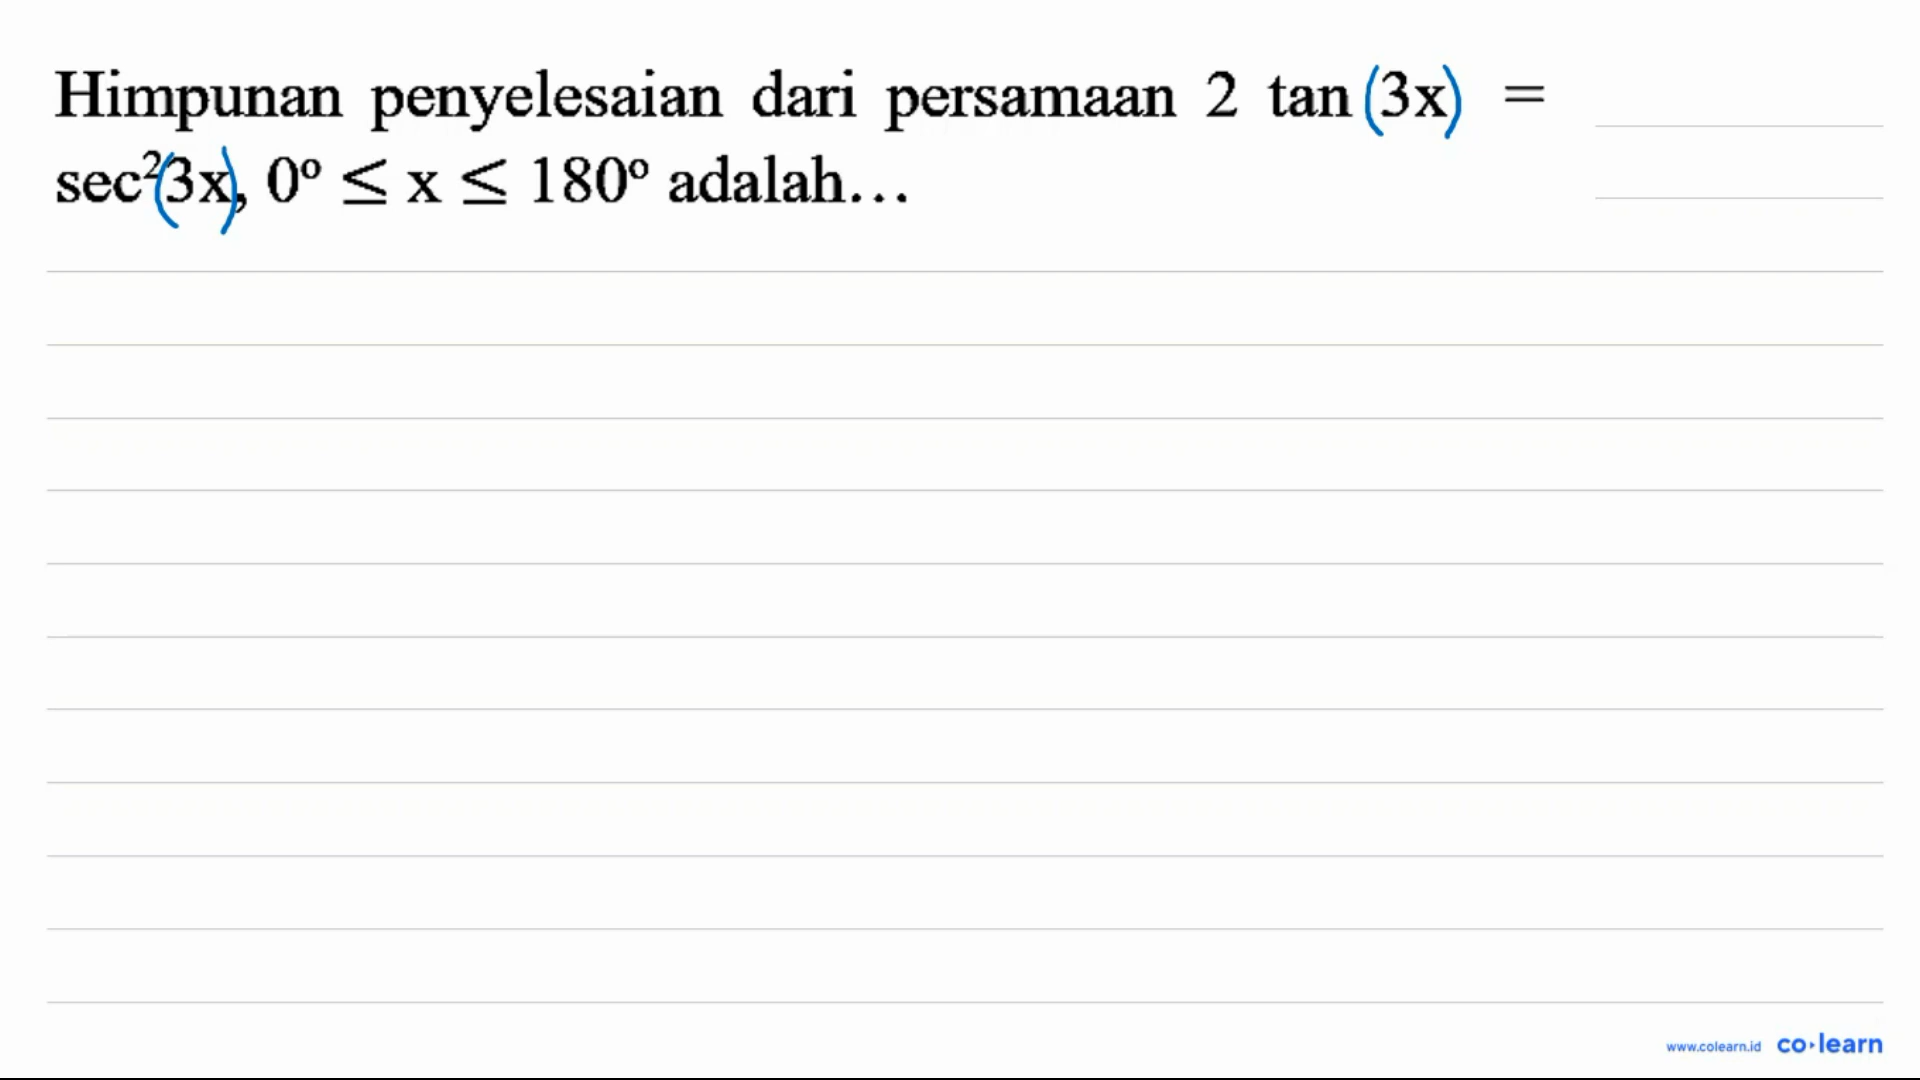 Himpunan penyelesaian dari persamaan 2 tan (3x) =
sec²(3x), 0° ≤ x ≤ 180° adalah...
www.colearn.id co learn